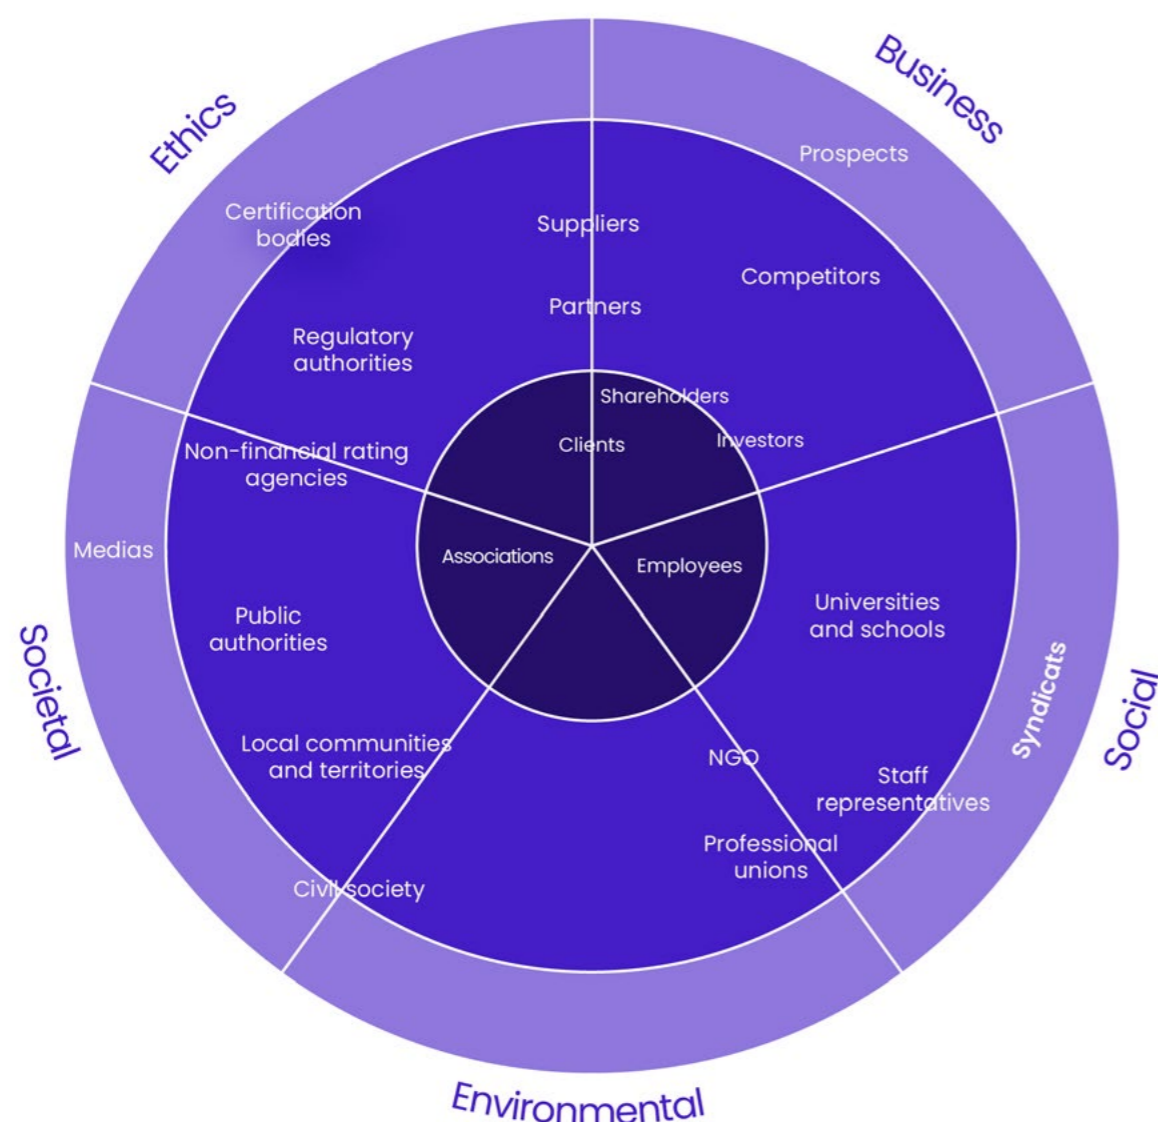 Business
Ethics
Prospects
Certification
bodies
Suppliers
Competitors
Partners
Regulatory
authorities
Shareholders
Clients
Investors
Non-financial rating
agencies
Medias
Associations
Employees
Universities
and schools
Public
authorities
Societal
Syndicats
Social
Local communities
and territories
NGO
Staff
representatives
Professional
unions
Civil society
Environmental